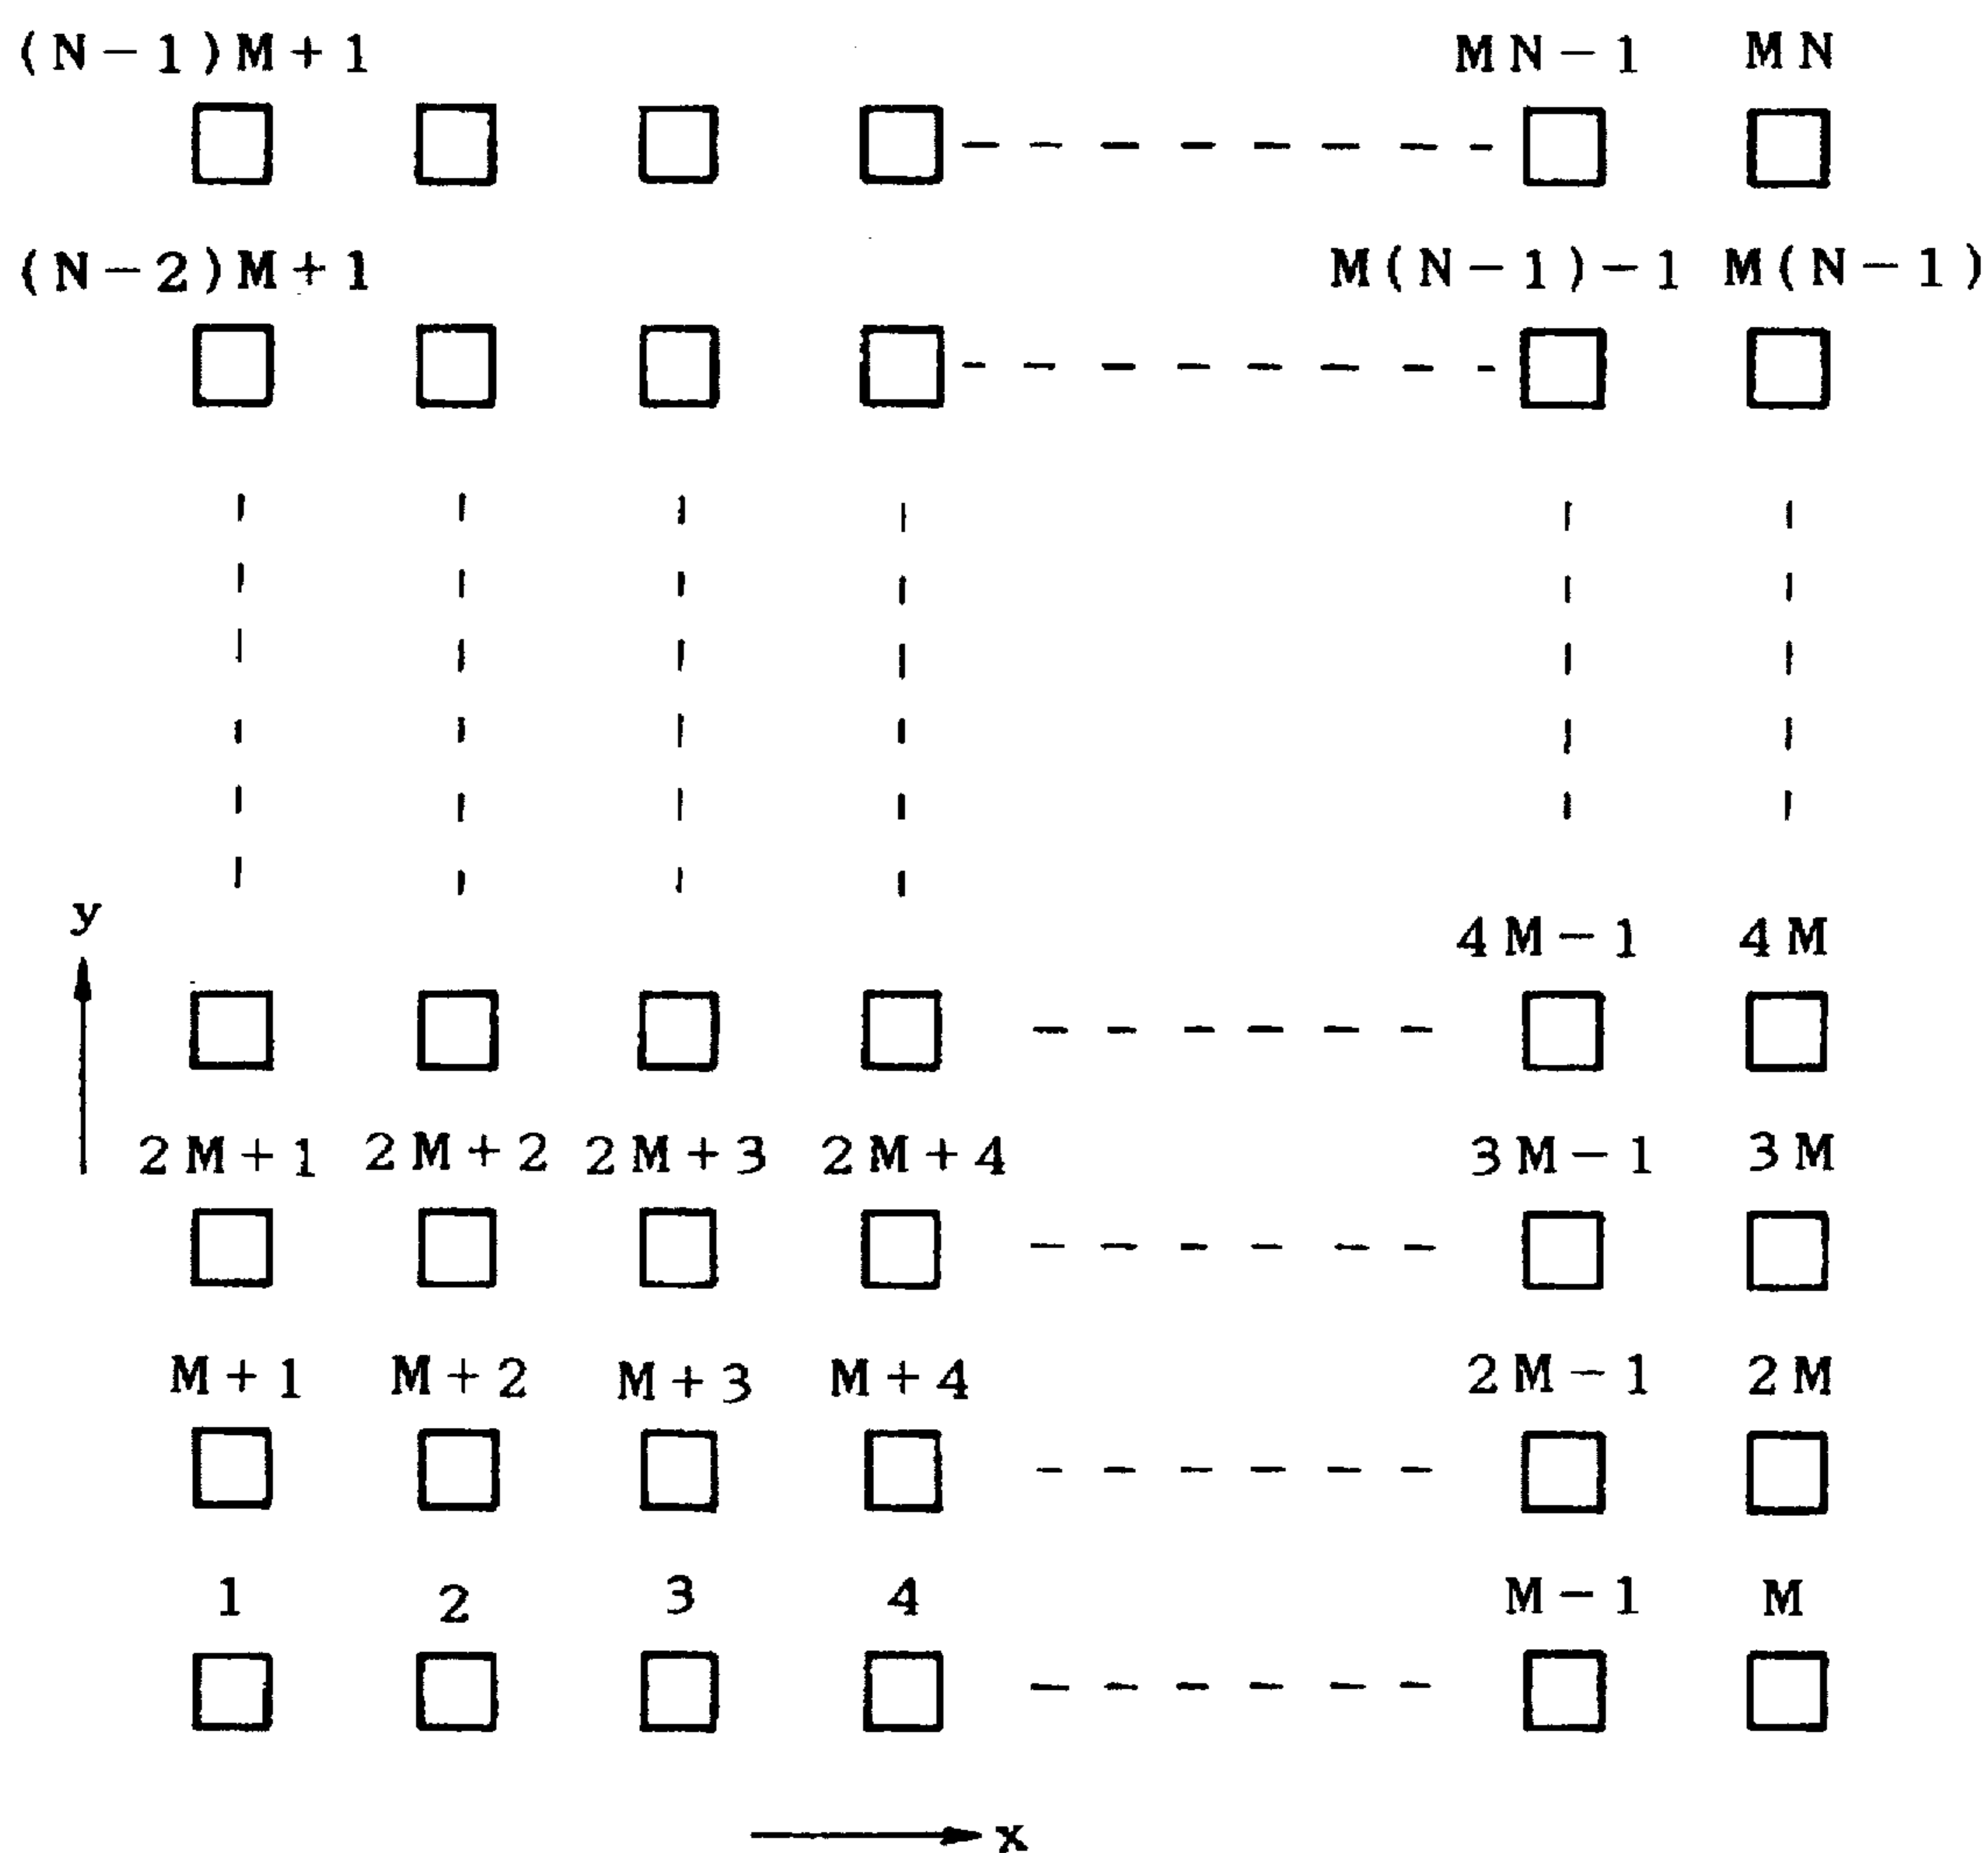 (N-1)M+1 MN-1 MN
(N-2)M+1 M(N-1)-1 M(N-1)
y
4M-1 4M
2M+1 2M+2 2M+3 2M+4 3M-1 3M
M+1 M+2 M+3 M+4 2M-1 2M
1 2 3 4 M-1 M
x